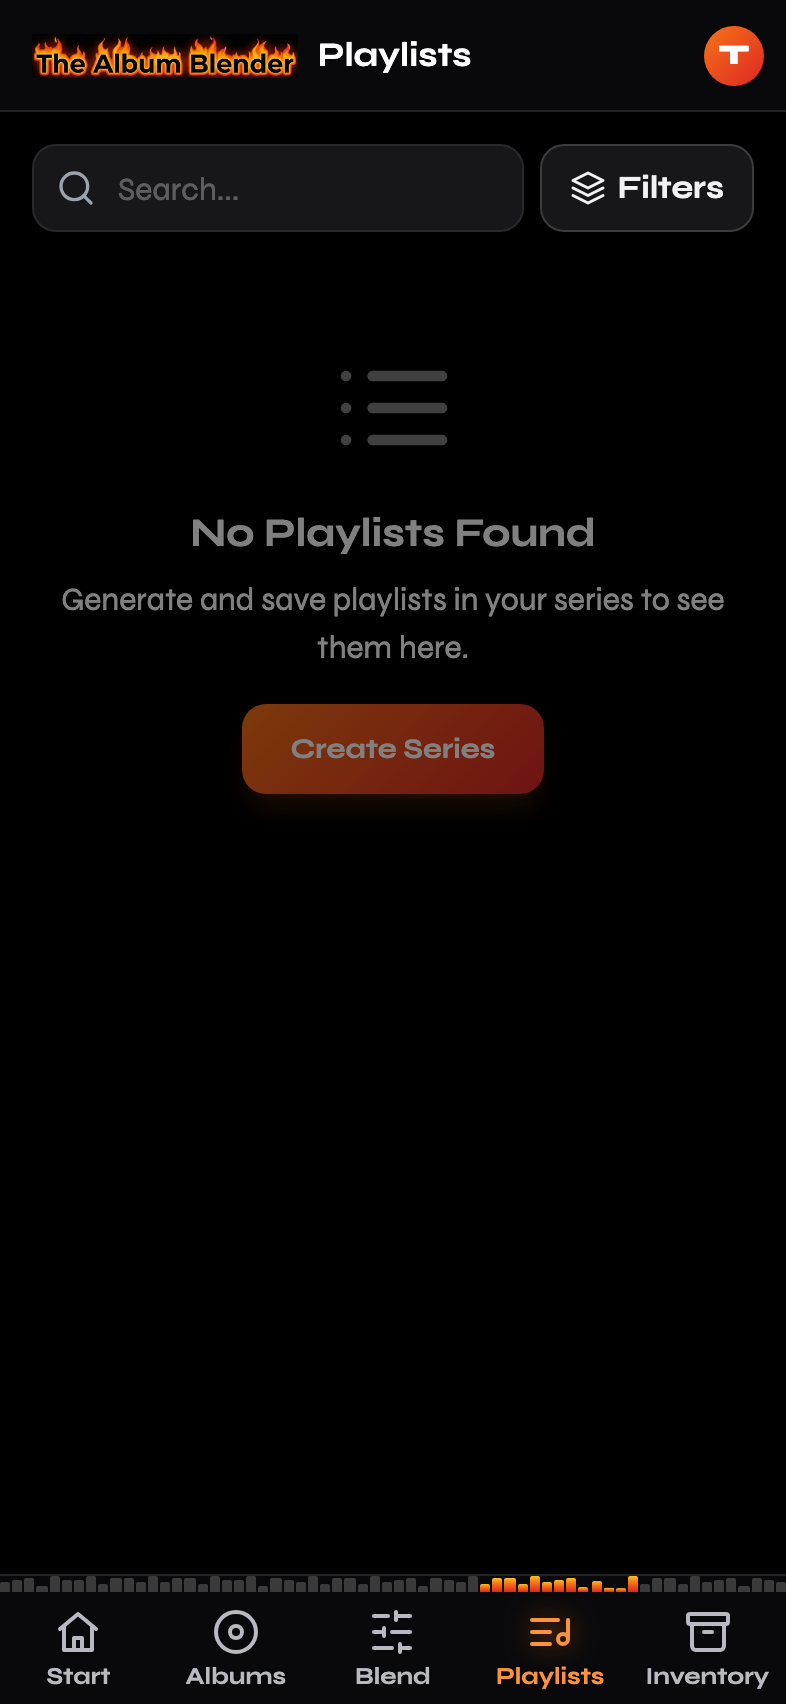 The Album Blender Playlists
T
Search...
Filters
No Playlists Found
Generate and save playlists in your series to see
them here.
Create Series
Start
Albums
Blend
Playlists
Inventory